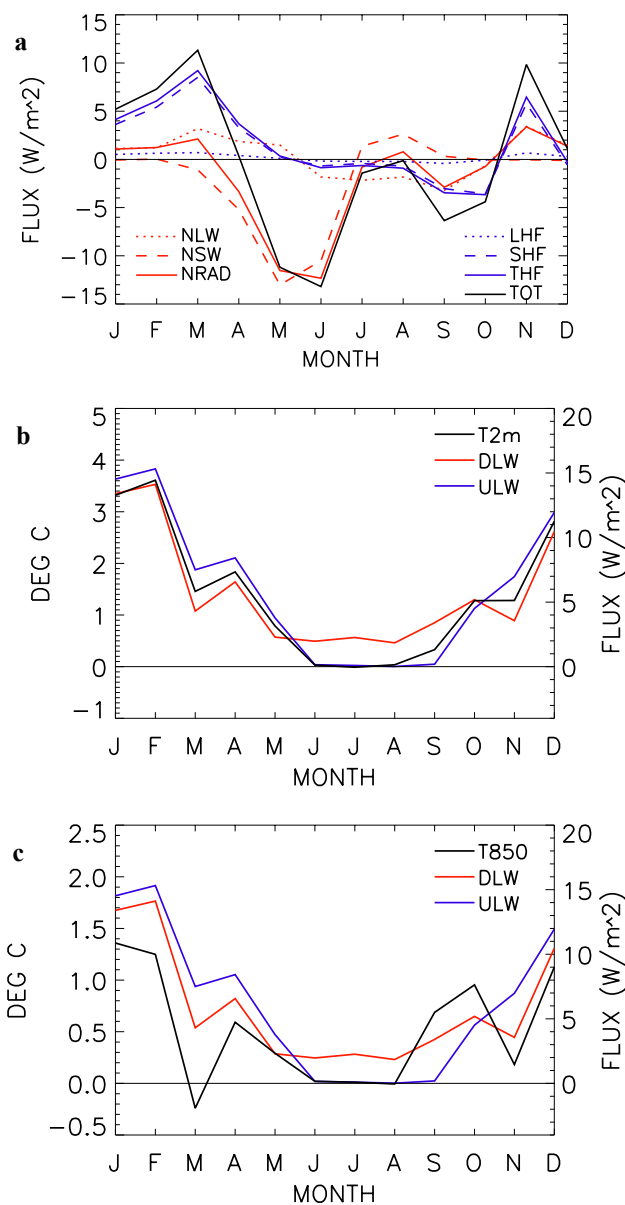 a
FLUX (W/m^2)
15
10
5
0
−5
−10
−15
NLW
NSW
NRAD
LHF
SHF
THF
TOT
J F M A M J J A S O N D
MONTH
b
DEG C
5
4
3
2
1
0
−1
T2m
DLW
ULW
20
15
10
5
0
FLUX (W/m^2)
J F M A M J J A S O N D
MONTH
c
DEG C
2.5
2.0
1.5
1.0
0.5
0.0
−0.5
T850
DLW
ULW
20
15
10
5
0
FLUX (W/m^2)
J F M A M J J A S O N D
MONTH